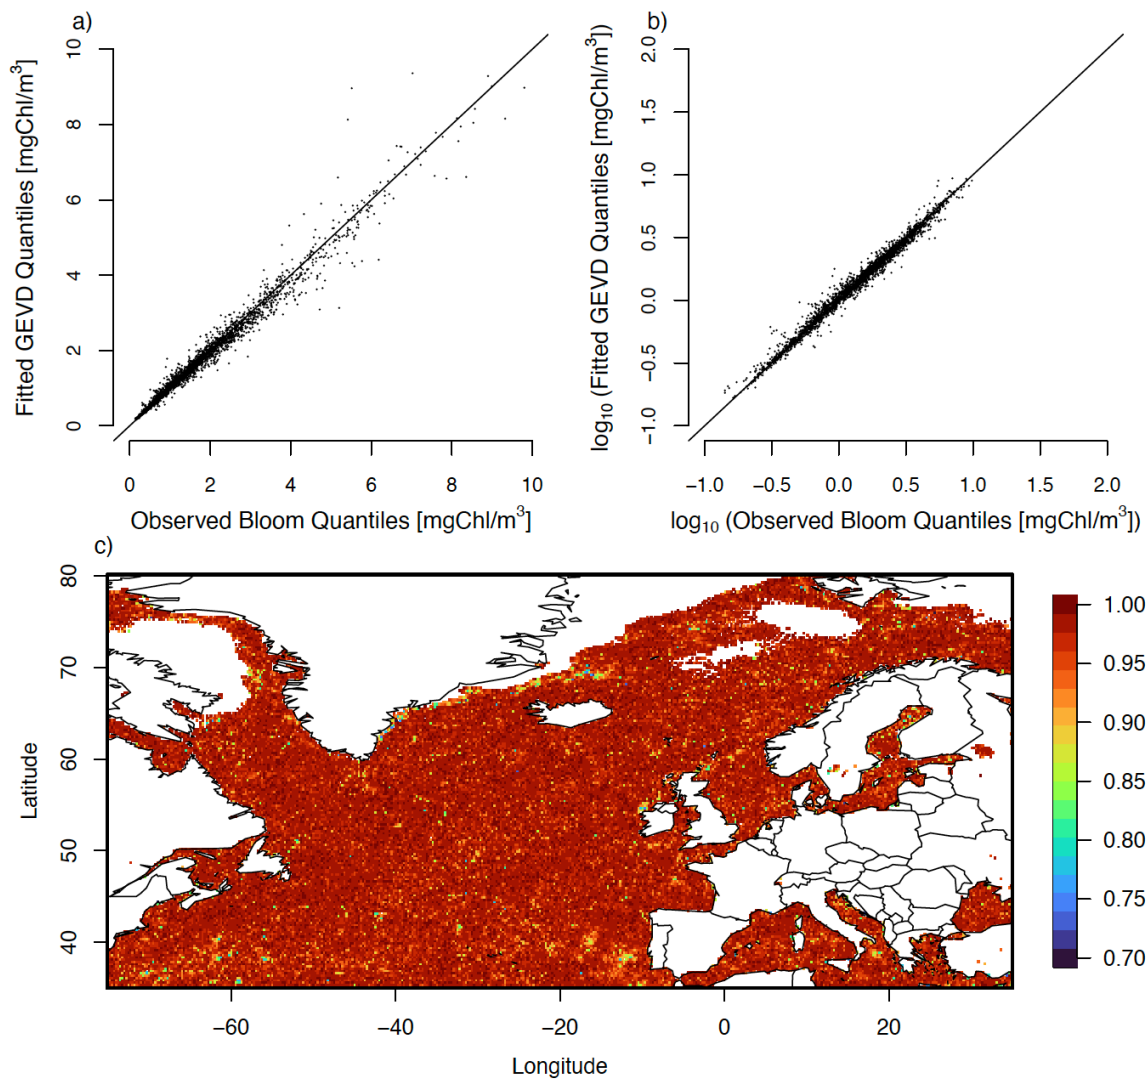 a)
Fitted GEVD Quantiles [mgChl/m³]
10
8
6
4
2
0
0 2 4 6 8 10
Observed Bloom Quantiles [mgChl/m³]
b)
log₁₀ (Fitted GEVD Quantiles [mgChl/m³])
2.0
1.5
1.0
0.5
0.0
−0.5
−1.0
−1.0 −0.5 0.0 0.5 1.0 1.5 2.0
log₁₀ (Observed Bloom Quantiles [mgChl/m³])
c)
Latitude
80
70
60
50
40
−60 −40 −20 0 20
Longitude
1.00
0.95
0.90
0.85
0.80
0.75
0.70